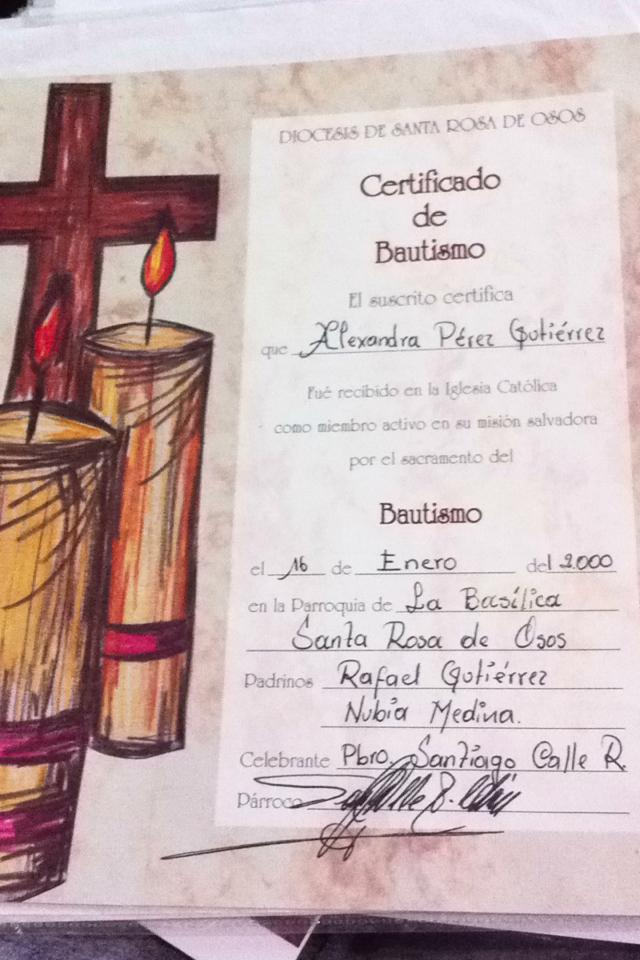 DIOCESIS DE SANTA ROSA DE OSOS
Certificado
de
Bautismo
El suscrito certifica
que Alexandra Pérez Gutiérrez
Fué recibido en la Iglesia Católica
como miembro activo en su misión salvadora
por el sacramento del
Bautismo
el 16 de Enero del 2.000
en la Parroquia de La Basílica
Santa Rosa de Osos
Padrinos Rafael Gutiérrez
Nubia Medina.
Celebrante Pbro. Santiago Calle R.
Párroco